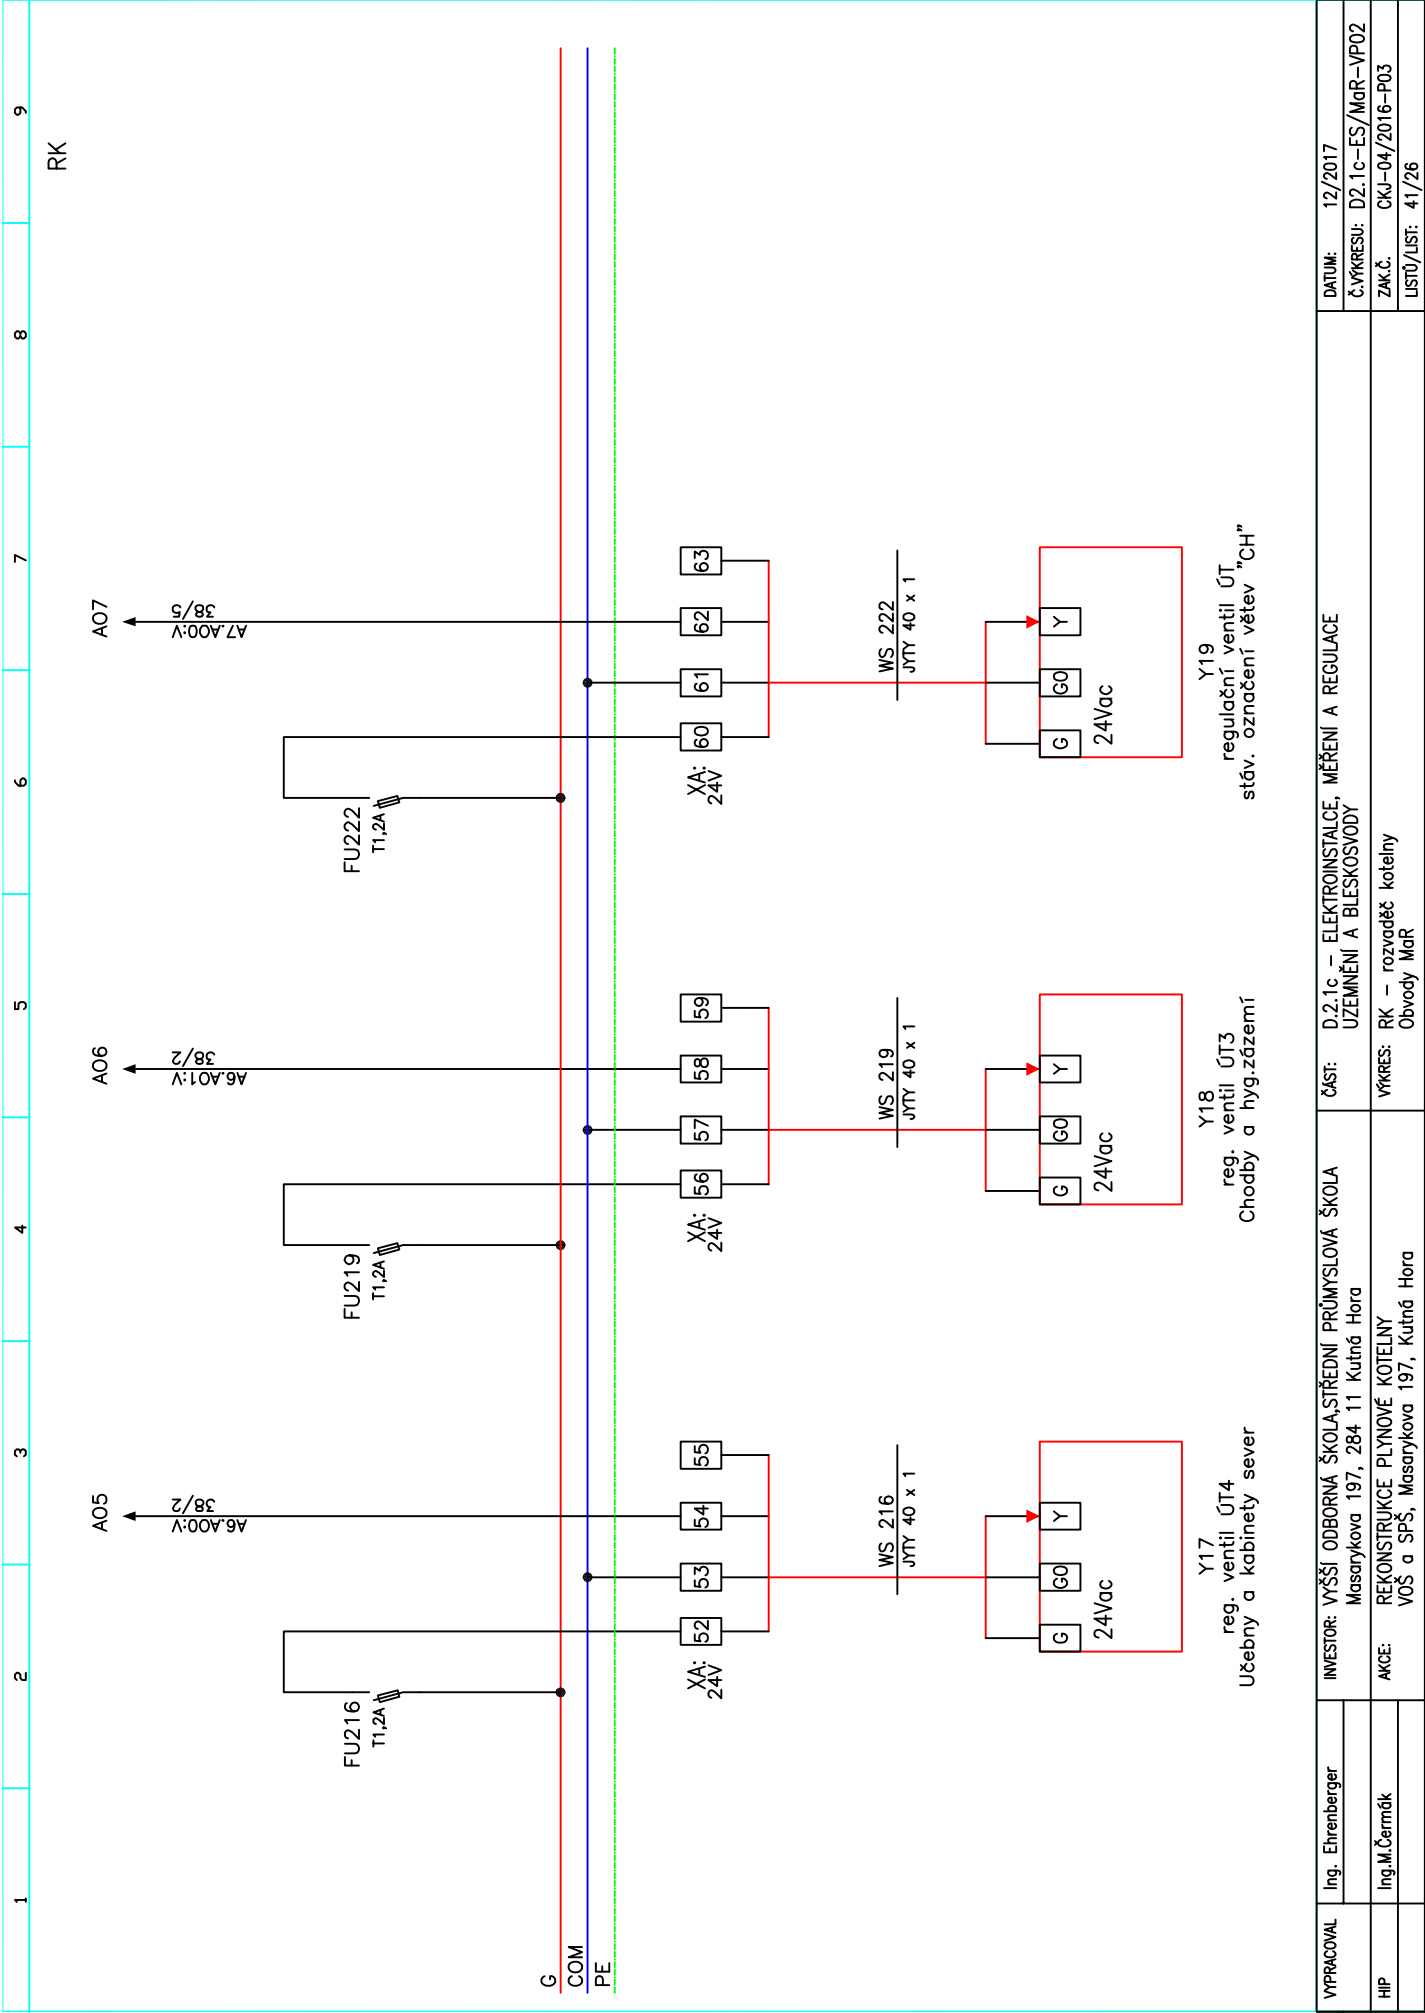 1 2 3 4 5 6 7 8 9
RK
AO5
A6.AO0:V
38/2
AO6
A6.AO1:V
38/2
AO7
A7.AO0:V
38/5
FU216
T1,2A
FU219
T1,2A
FU222
T1,2A
G
COM
PE
XA:
24V
52 53 54 55
XA:
24V
56 57 58 59
XA:
24V
60 61 62 63
WS 216
JYTY 40 x 1
WS 219
JYTY 40 x 1
WS 222
JYTY 40 x 1
G G0 Y
24Vac
G G0 Y
24Vac
G G0 Y
24Vac
Y17
reg. ventil ÚT4
Učebny a kabinety sever
Y18
reg. ventil ÚT3
Chodby a hyg.zázemí
Y19
regulační ventil ÚT
stáv. označení větev "CH"
VYPRACOVAL Ing. Ehrenberger
HIP Ing.M.Čermák
INVESTOR: VYŠŠÍ ODBORNÁ ŠKOLA,STŘEDNÍ PRŮMYSLOVÁ ŠKOLA
Masarykova 197, 284 11 Kutná Hora
AKCE: REKONSTRUKCE PLYNOVÉ KOTELNY
VOŠ a SPŠ, Masarykova 197, Kutná Hora
ČÁST: D.2.1c – ELEKTROINSTALCE, MĚŘENÍ A REGULACE
UZEMNĚNÍ A BLESKOSVODY
VÝKRES: RK – rozvaděč kotelny
Obvody MaR
DATUM: 12/2017
Č.VÝKRESU: D2.1c–ES/MaR–VP02
ZAK.Č. CKJ–04/2016–P03
LISTŮ/LIST: 41/26